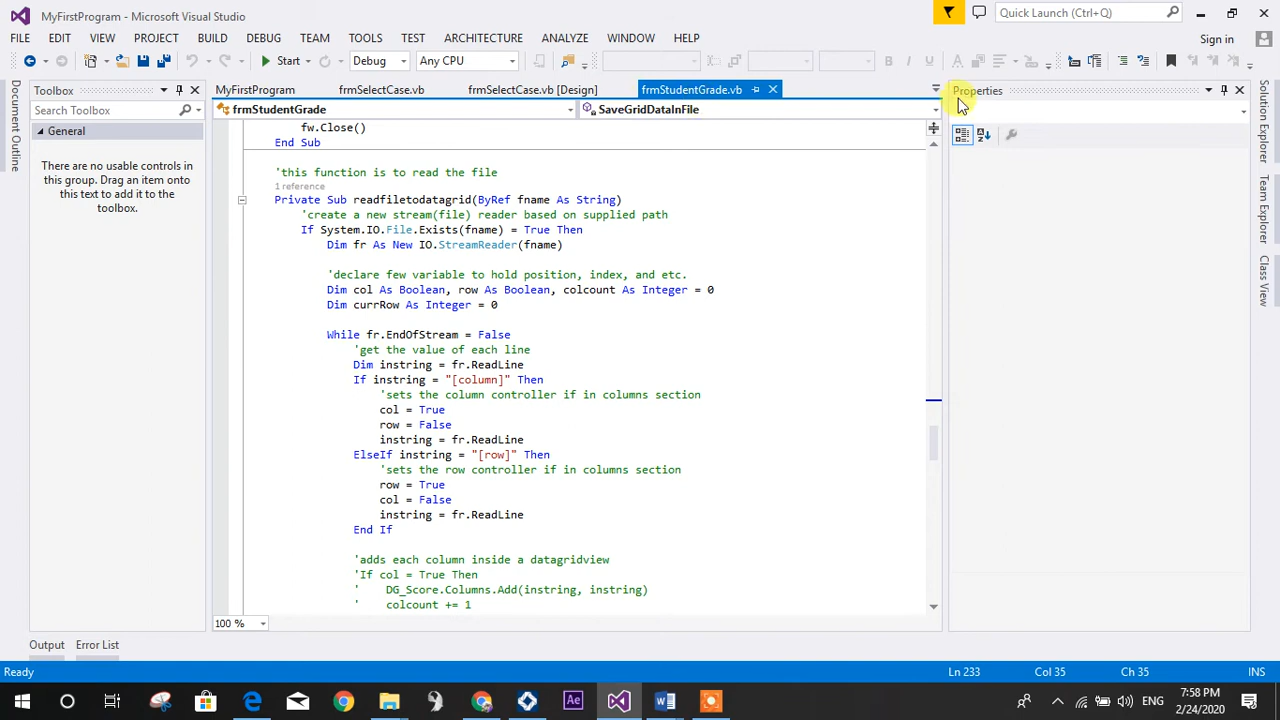 MyFirstProgram - Microsoft Visual Studio
Quick Launch (Ctrl+Q)
FILE EDIT VIEW PROJECT BUILD DEBUG TEAM TOOLS TEST ARCHITECTURE ANALYZE WINDOW HELP
Sign in
Start Debug Any CPU B I U A
Document Outline
Toolbox
Search Toolbox
General
There are no usable controls in
this group. Drag an item onto
this text to add it to the
toolbox.
MyFirstProgram frmSelectCase.vb frmSelectCase.vb [Design] frmStudentGrade.vb
frmStudentGrade SaveGridDataInFile
fw.Close()
End Sub
'this function is to read the file
1 reference
Private Sub readfiletodatagrid(ByRef fname As String)
'create a new stream(file) reader based on supplied path
If System.IO.File.Exists(fname) = True Then
Dim fr As New IO.StreamReader(fname)
'declare few variable to hold position, index, and etc.
Dim col As Boolean, row As Boolean, colcount As Integer = 0
Dim currRow As Integer = 0
While fr.EndOfStream = False
'get the value of each line
Dim instring = fr.ReadLine
If instring = "[column]" Then
'sets the column controller if in columns section
col = True
row = False
instring = fr.ReadLine
ElseIf instring = "[row]" Then
'sets the row controller if in columns section
row = True
col = False
instring = fr.ReadLine
End If
'adds each column inside a datagridview
'If col = True Then
'    DG_Score.Columns.Add(instring, instring)
'    colcount += 1
100 %
Properties
Solution Explorer
Team Explorer
Class View
Output Error List
Ready Ln 233 Col 35 Ch 35 INS
ENG 7:58 PM
2/24/2020